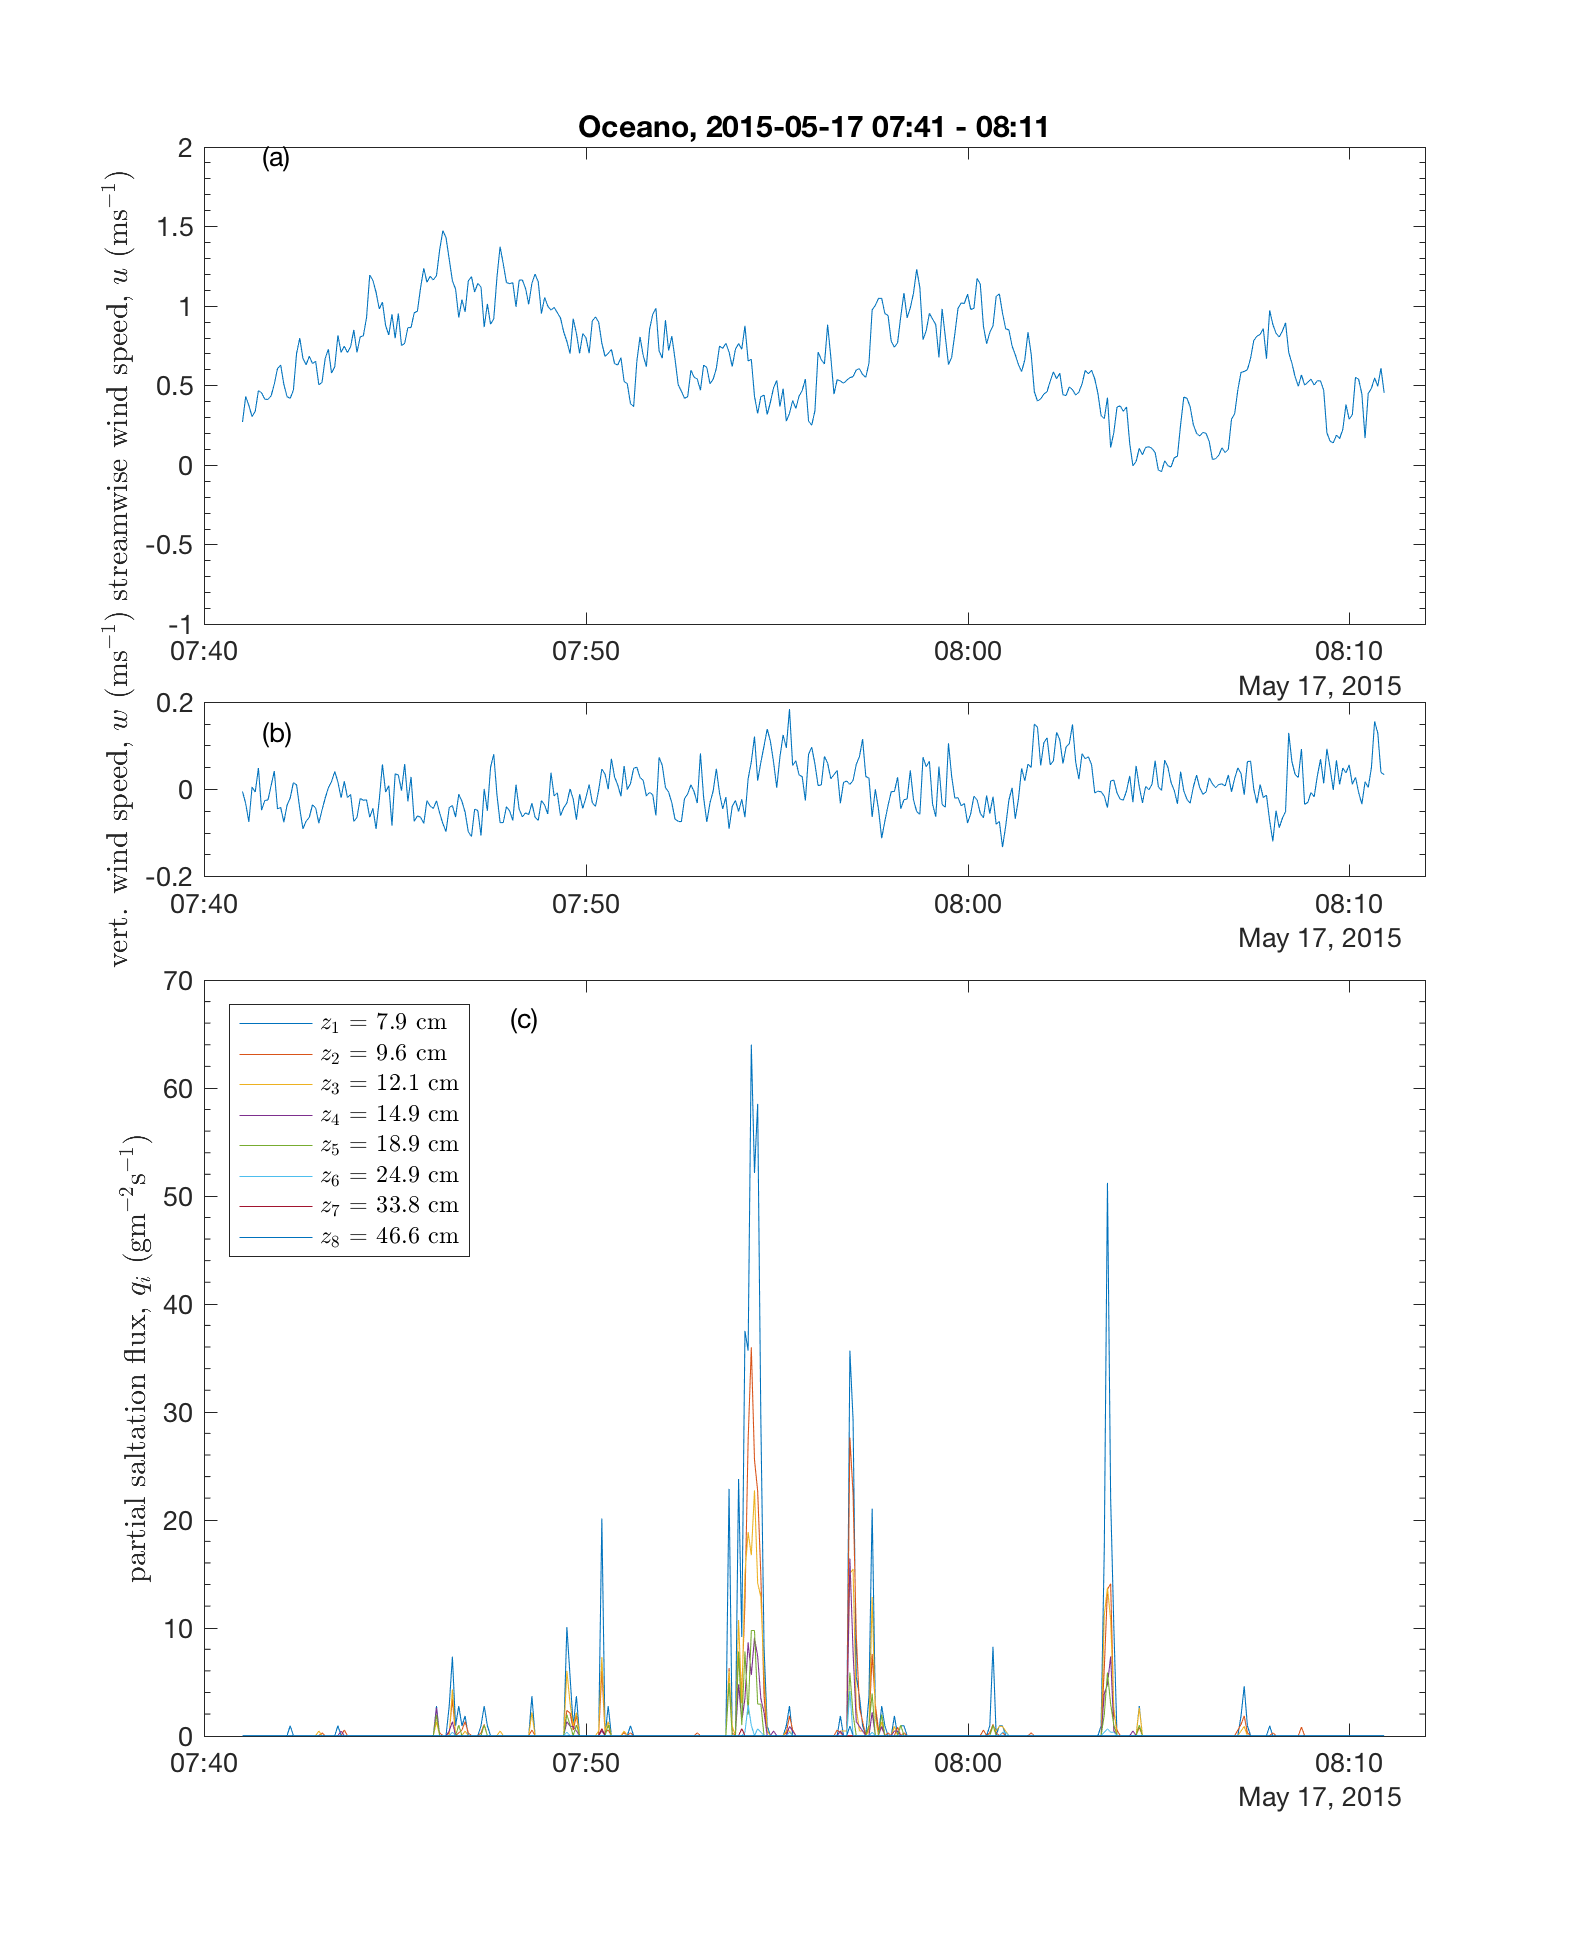 Oceano, 2015-05-17 07:41 - 08:11
(a)
streamwise wind speed, u (ms−1)
2
1.5
1
0.5
0
-0.5
-1
07:40 07:50 08:00 08:10
May 17, 2015
(b)
vert. wind speed, w (ms−1)
0.2
0
-0.2
07:40 07:50 08:00 08:10
May 17, 2015
(c)
partial saltation flux, qi (gm−2s−1)
70
60
50
40
30
20
10
0
z1 = 7.9 cm
z2 = 9.6 cm
z3 = 12.1 cm
z4 = 14.9 cm
z5 = 18.9 cm
z6 = 24.9 cm
z7 = 33.8 cm
z8 = 46.6 cm
07:40 07:50 08:00 08:10
May 17, 2015